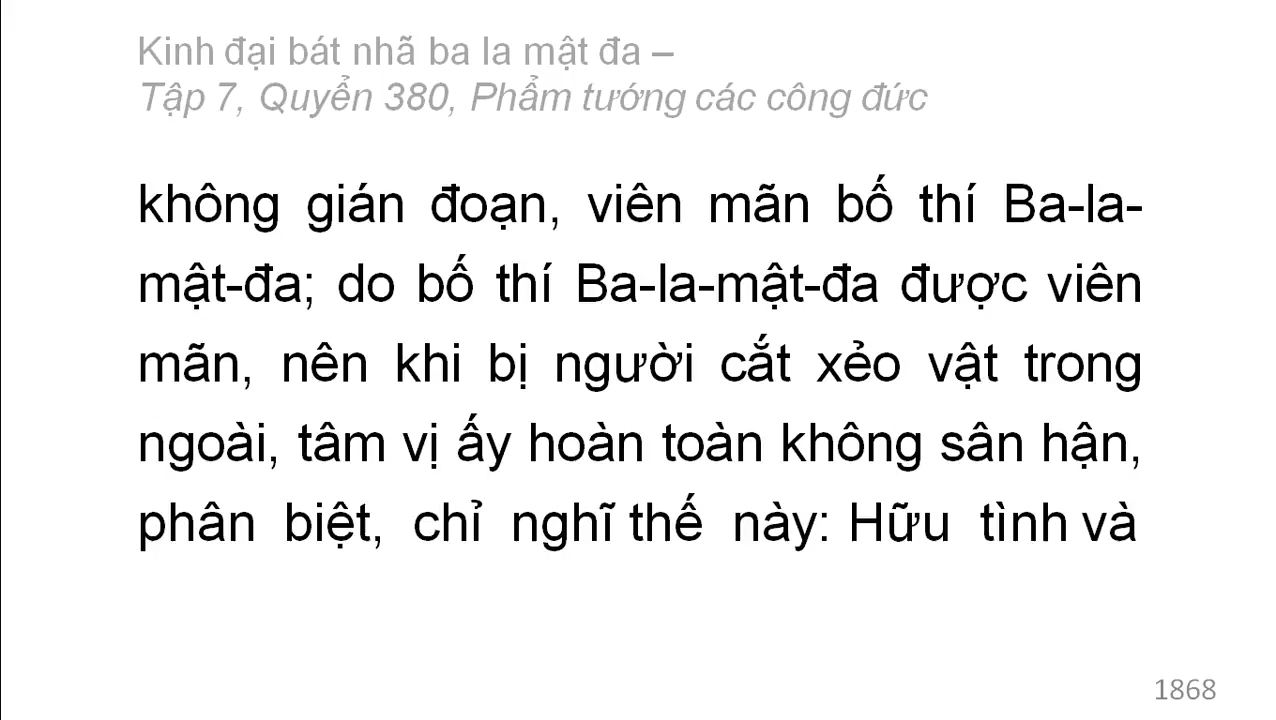 Kinh đại bát nhã ba la mật đa –
Tập 7, Quyển 380, Phẩm tướng các công đức
không gián đoạn, viên mãn bố thí Ba-la-
mật-đa; do bố thí Ba-la-mật-đa được viên
mãn, nên khi bị người cắt xẻo vật trong
ngoài, tâm vị ấy hoàn toàn không sân hận,
phân biệt, chỉ nghĩ thế này: Hữu tình và
1868